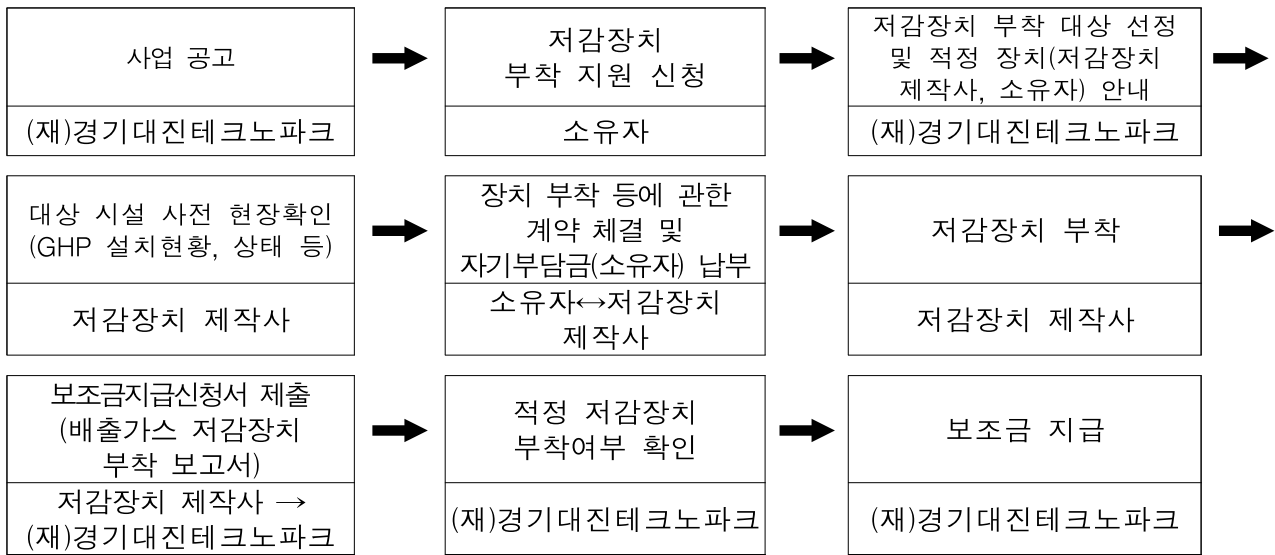 사업 공고
(재)경기대진테크노파크
저감장치
부착 지원 신청
소유자
저감장치 부착 대상 선정
및 적정 장치(저감장치
제작사, 소유자) 안내
(재)경기대진테크노파크
대상 시설 사전 현장확인
(GHP 설치현황, 상태 등)
저감장치 제작사
장치 부착 등에 관한
계약 체결 및
자기부담금(소유자) 납부
소유자↔저감장치
제작사
저감장치 부착
저감장치 제작사
보조금지급신청서 제출
(배출가스 저감장치
부착 보고서)
저감장치 제작사 →
(재)경기대진테크노파크
적정 저감장치
부착여부 확인
(재)경기대진테크노파크
보조금 지급
(재)경기대진테크노파크